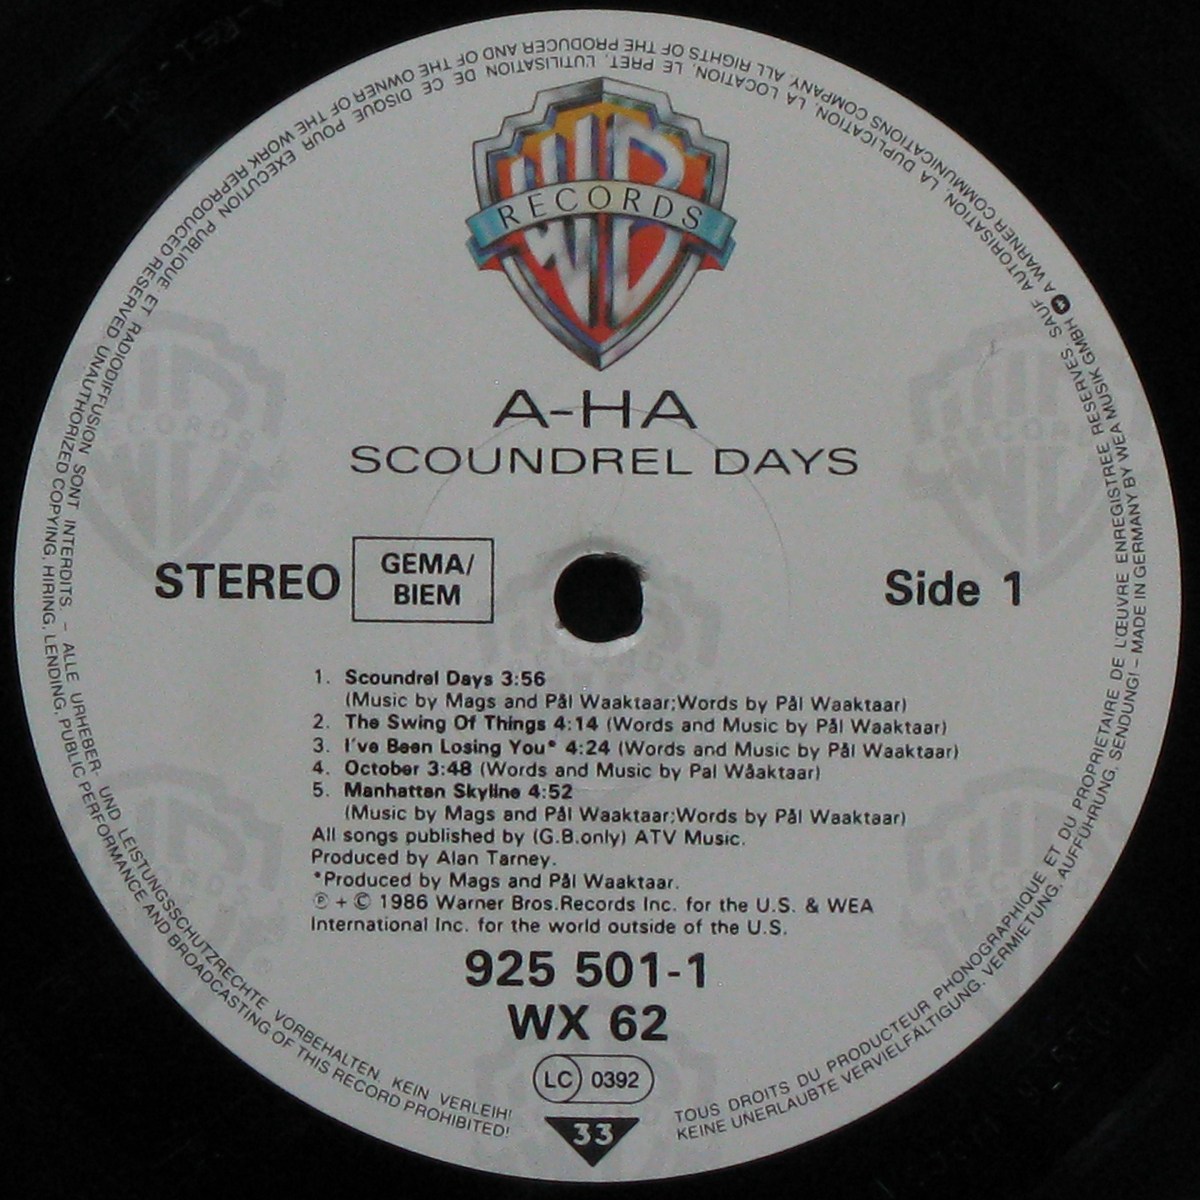 RECORDS
A-HA
SCOUNDREL DAYS
STEREO
GEMA/
BIEM
Side 1
1. Scoundrel Days 3:56
(Music by Mags and Pål Waaktaar;Words by Pål Waaktaar)
2. The Swing Of Things 4:14 (Words and Music by Pål Waaktaar)
3. I've Been Losing You* 4:24 (Words and Music by Pål Waaktaar)
4. October 3:48 (Words and Music by Pal Wåaktaar)
5. Manhattan Skyline 4:52
(Music by Mags and Pål Waaktaar;Words by Pål Waaktaar)
All songs published by (G.B.only) ATV Music.
Produced by Alan Tarney.
*Produced by Mags and Pål Waaktaar.
Ⓟ + © 1986 Warner Bros.Records Inc. for the U.S. & WEA
International Inc. for the world outside of the U.S.
925 501-1
WX 62
LC 0392
33
TOUS DROITS DU PRODUCTEUR PHONOGRAPHIQUE ET DU PROPRIETAIRE DE L'ŒUVRE ENREGISTREE RESERVES. SAUF AUTORISATION, LA DUPLICATION, LA LOCATION, LE PRET, L'UTILISATION DE CE DISQUE POUR EXECUTION PUBLIQUE ET RADIODIFFUSION SONT INTERDITS. – ALLE URHEBER- UND LEISTUNGSSCHUTZRECHTE VORBEHALTEN. KEIN VERLEIH!
KEINE UNERLAUBTE VERVIELFÄLTIGUNG, VERMIETUNG, AUFFÜHRUNG, SENDUNG! – MADE IN GERMANY BY WEA MUSIK GMBH A WARNER COMMUNICATIONS COMPANY. ALL RIGHTS OF THE PRODUCER AND OF THE OWNER OF THE WORK REPRODUCED RESERVED. UNAUTHORIZED COPYING, HIRING, LENDING, PUBLIC PERFORMANCE AND BROADCASTING OF THIS RECORD PROHIBITED!